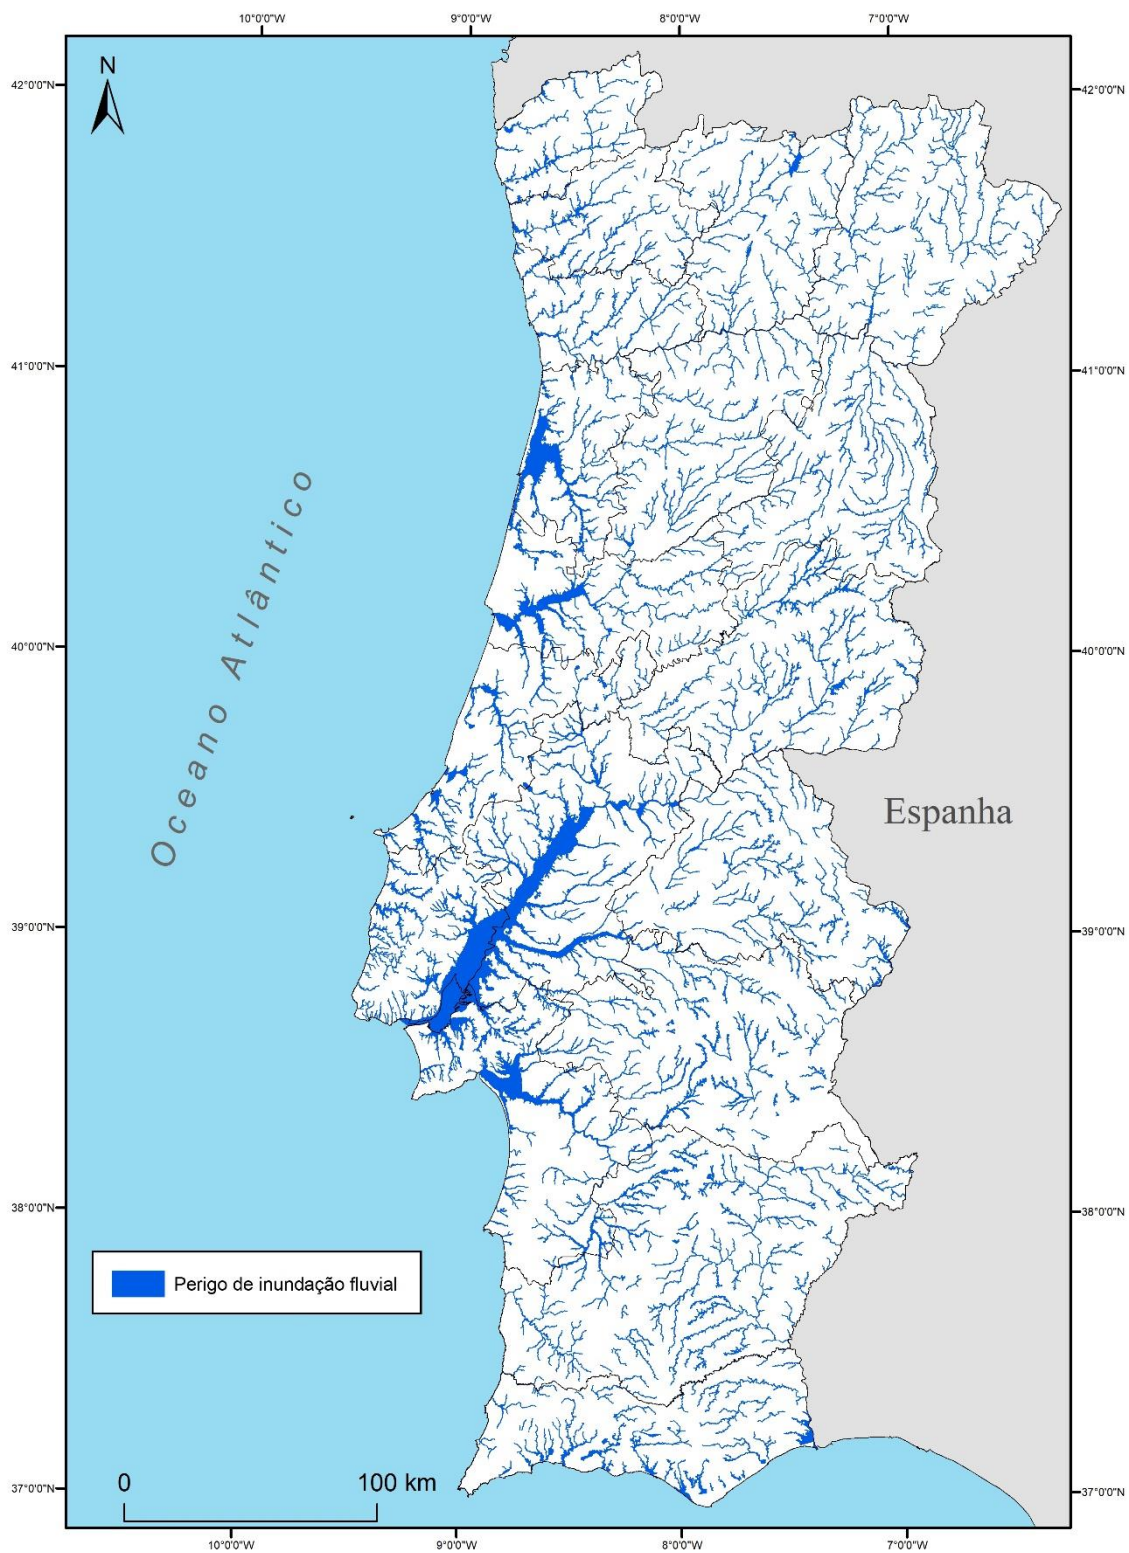 10°0'0"W 9°0'0"W 8°0'0"W 7°0'0"W
N
42°0'0"N 42°0'0"N
41°0'0"N 41°0'0"N
Oceano Atlântico
40°0'0"N 40°0'0"N
Espanha
39°0'0"N 39°0'0"N
38°0'0"N 38°0'0"N
Perigo de inundação fluvial
0 100 km
37°0'0"N 37°0'0"N
10°0'0"W 9°0'0"W 8°0'0"W 7°0'0"W